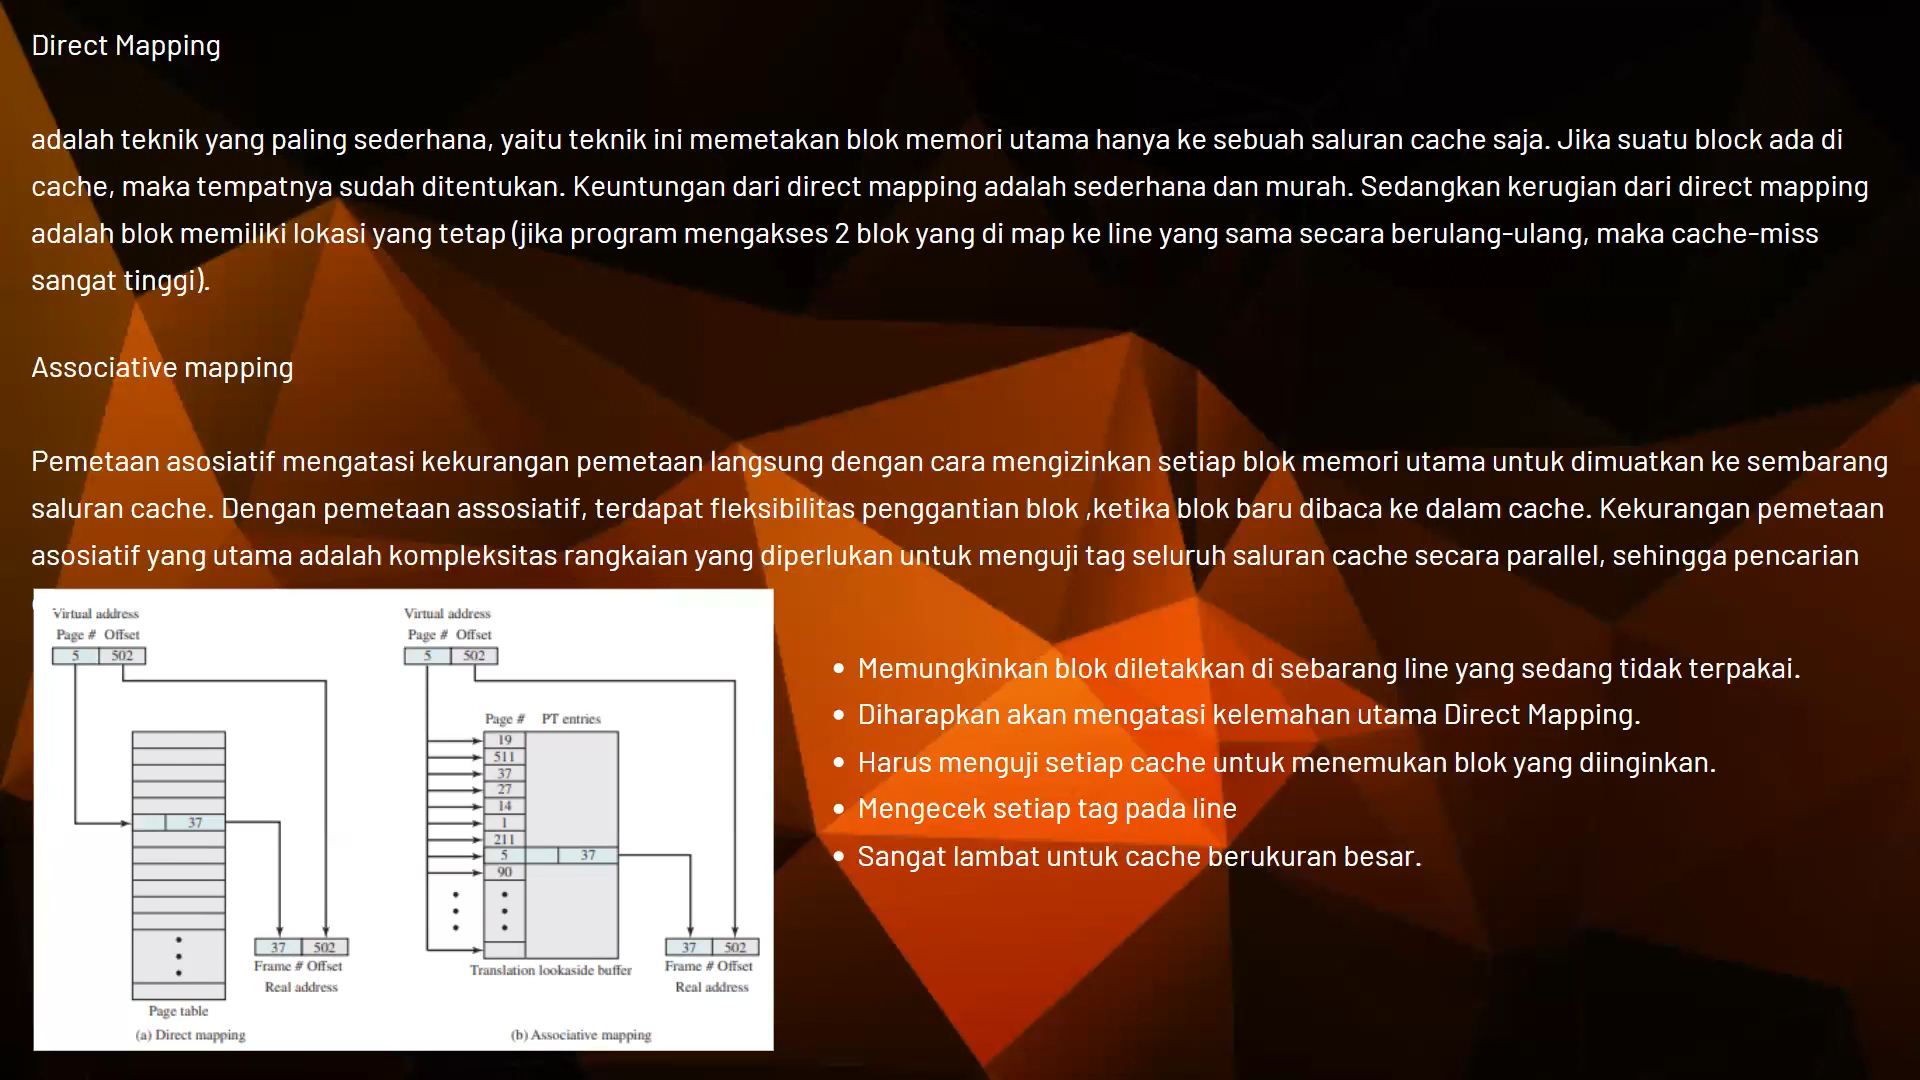 Direct Mapping
adalah teknik yang paling sederhana, yaitu teknik ini memetakan blok memori utama hanya ke sebuah saluran cache saja. Jika suatu block ada di
cache, maka tempatnya sudah ditentukan. Keuntungan dari direct mapping adalah sederhana dan murah. Sedangkan kerugian dari direct mapping
adalah blok memiliki lokasi yang tetap (jika program mengakses 2 blok yang di map ke line yang sama secara berulang-ulang, maka cache-miss
sangat tinggi).
Associative mapping
Pemetaan asosiatif mengatasi kekurangan pemetaan langsung dengan cara mengizinkan setiap blok memori utama untuk dimuatkan ke sembarang
saluran cache. Dengan pemetaan assosiatif, terdapat fleksibilitas penggantian blok ,ketika blok baru dibaca ke dalam cache. Kekurangan pemetaan
asosiatif yang utama adalah kompleksitas rangkaian yang diperlukan untuk menguji tag seluruh saluran cache secara parallel, sehingga pencarian
Virtual address
Page # Offset
5 502
37
37 502
Frame # Offset
Real address
Page table
(a) Direct mapping
Virtual address
Page # Offset
5 502
Page # PT entries
19
511
37
27
14
1
211
5 37
90
Translation lookaside buffer
37 502
Frame # Offset
Real address
(b) Associative mapping
• Memungkinkan blok diletakkan di sebarang line yang sedang tidak terpakai.
• Diharapkan akan mengatasi kelemahan utama Direct Mapping.
• Harus menguji setiap cache untuk menemukan blok yang diinginkan.
• Mengecek setiap tag pada line
• Sangat lambat untuk cache berukuran besar.